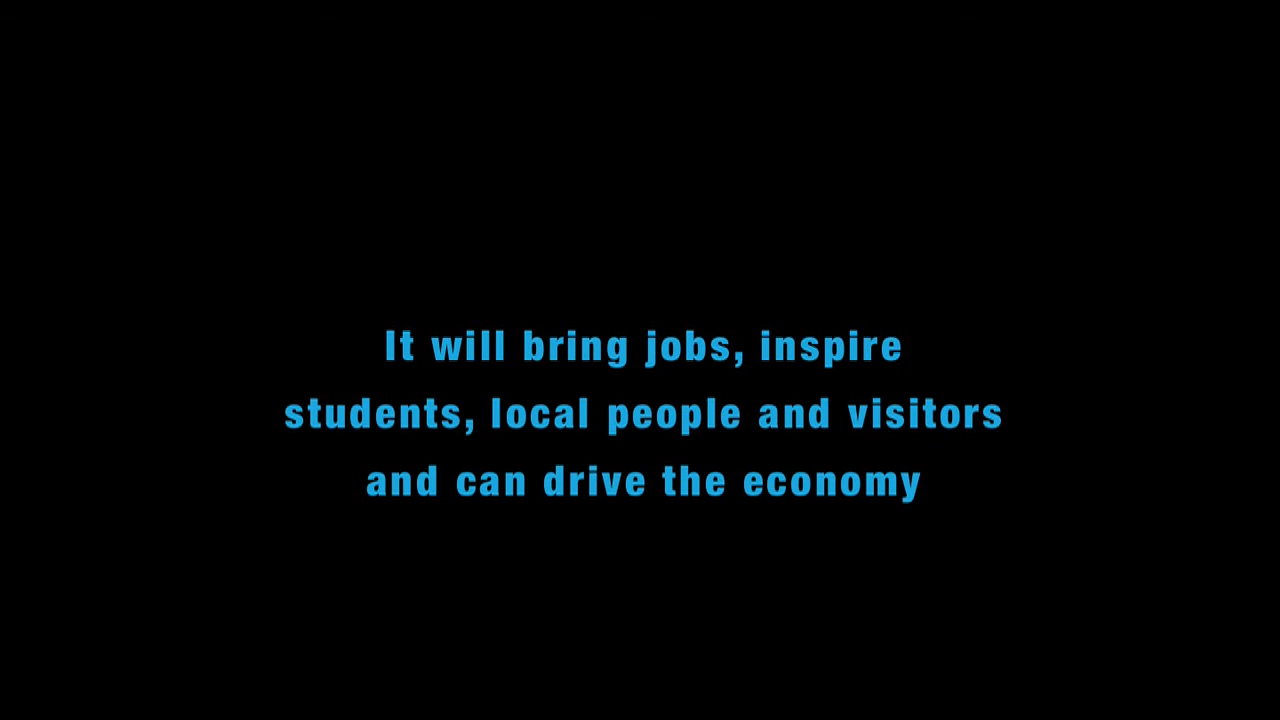 It will bring jobs, inspire
students, local people and visitors
and can drive the economy